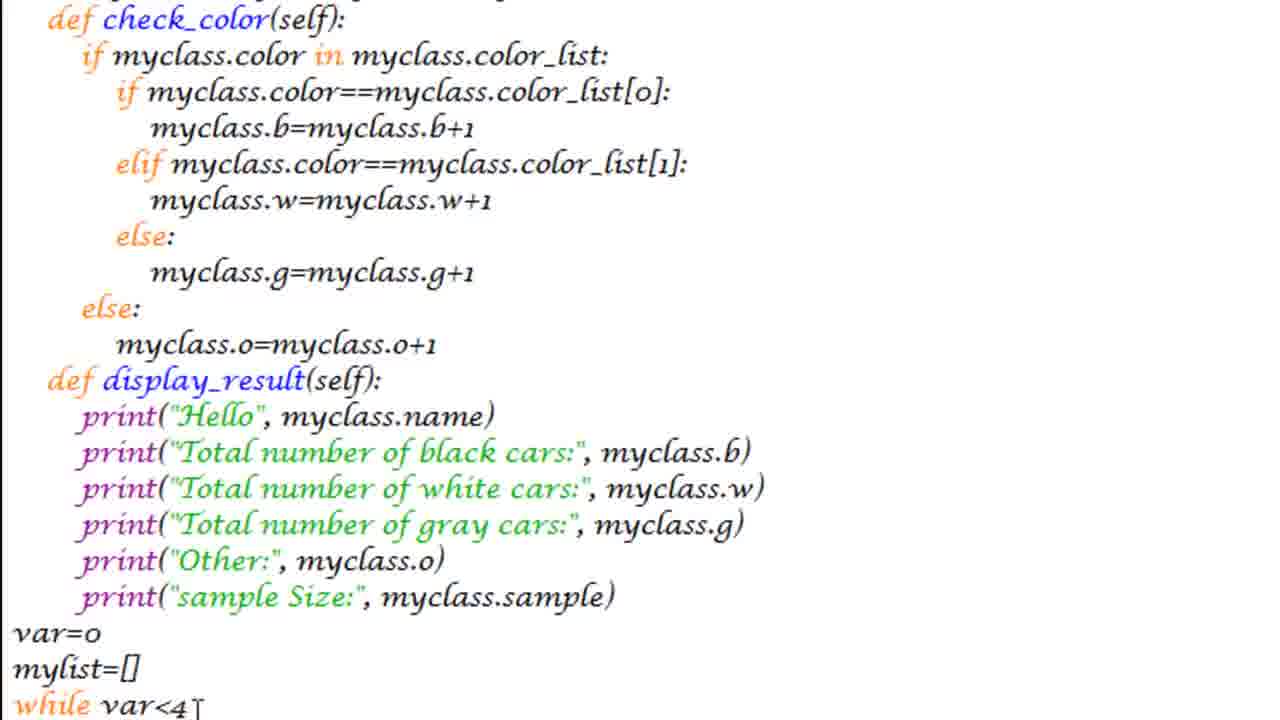 def check_color(self):
if myclass.color in myclass.color_list:
if myclass.color==myclass.color_list[0]:
myclass.b=myclass.b+1
elif myclass.color==myclass.color_list[1]:
myclass.w=myclass.w+1
else:
myclass.g=myclass.g+1
else:
myclass.o=myclass.o+1
def display_result(self):
print("Hello", myclass.name)
print("Total number of black cars:", myclass.b)
print("Total number of white cars:", myclass.w)
print("Total number of gray cars:", myclass.g)
print("Other:", myclass.o)
print("sample Size:", myclass.sample)
var=0
mylist=[]
while var<4